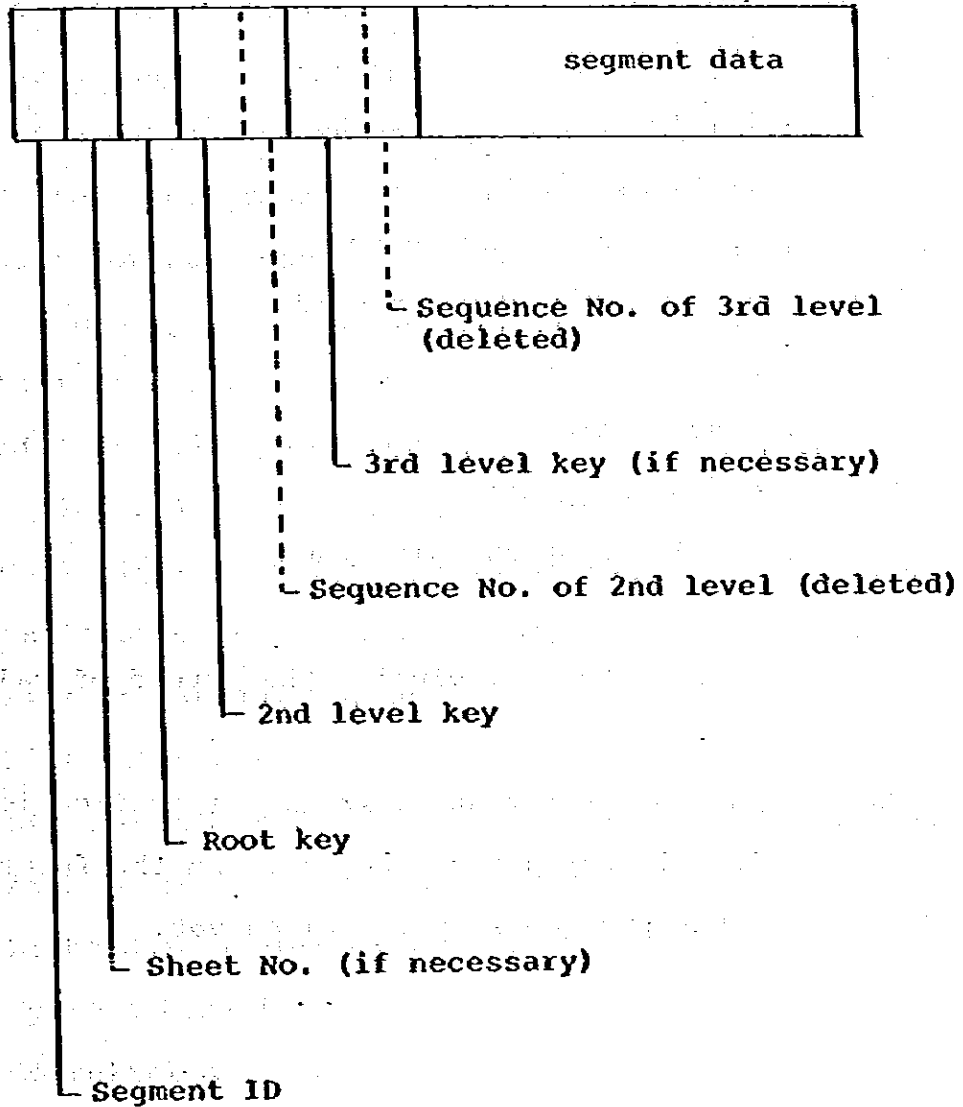 segment data
Sequence No. of 3rd level
(deleted)
3rd level key (if necessary)
Sequence No. of 2nd level (deleted)
2nd level key
Root key
Sheet No. (if necessary)
Segment ID